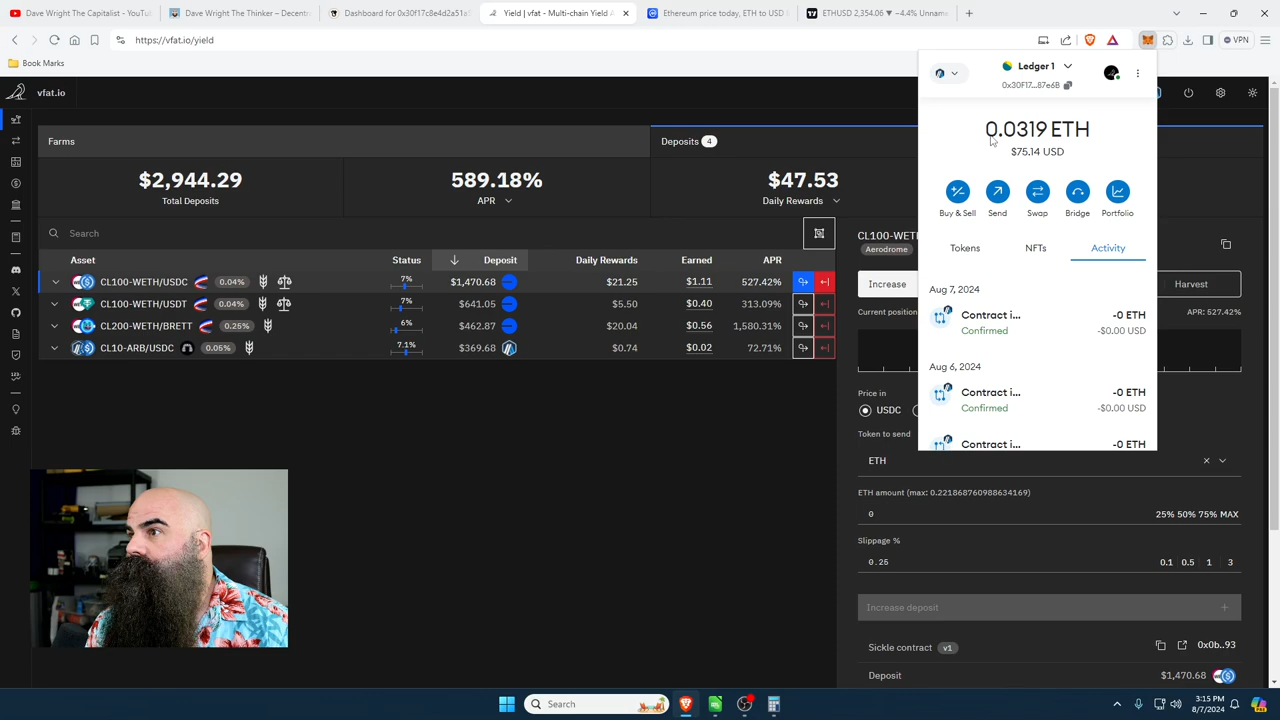 Dave Wright The Artist - YouT
Dave Wright The Thinker – Decentr
Dashboard for 0x30f17c8ed2a51a5
Yield | vfat - Multi-chain Yield A
Ethereum price today, ETH to USD l
ETHUSD 2,354.06 ▼ −4.4% Unname
https://vfat.io/yield
VPN
Book Marks
Ledger 1
0x30F17...87e6B
vfat.io
Farms
Deposits 4
0.0319 ETH
$75.14 USD
$2,944.29
Total Deposits
589.18%
APR
$47.53
Daily Rewards
Buy & Sell Send Swap Bridge Portfolio
Search
Tokens NFTs Activity
CL100-WET
Aerodrome
Asset Status Deposit Daily Rewards Earned APR
CL100-WETH/USDC 0.04% 7% $1,470.68 $21.25 $1.11 527.42%
CL100-WETH/USDT 0.04% 7% $641.05 $5.50 $0.40 313.09%
CL200-WETH/BRETT 0.25% 6% $462.87 $20.04 $0.56 1,580.31%
CL10-ARB/USDC 0.05% 7.1% $369.68 $0.74 $0.02 72.71%
Increase
Harvest
Current position
APR: 527.42%
Aug 7, 2024
Contract i... -0 ETH
Confirmed -$0.00 USD
Aug 6, 2024
Contract i... -0 ETH
Confirmed -$0.00 USD
Contract i... -0 ETH
Price in
USDC
Token to send
ETH
ETH amount (max: 0.221868760988634169)
0 25% 50% 75% MAX
Slippage %
0.25 0.1 0.5 1 3
Increase deposit +
Sickle contract v1 0x0b..93
Deposit $1,470.68
Search
3:15 PM
8/7/2024